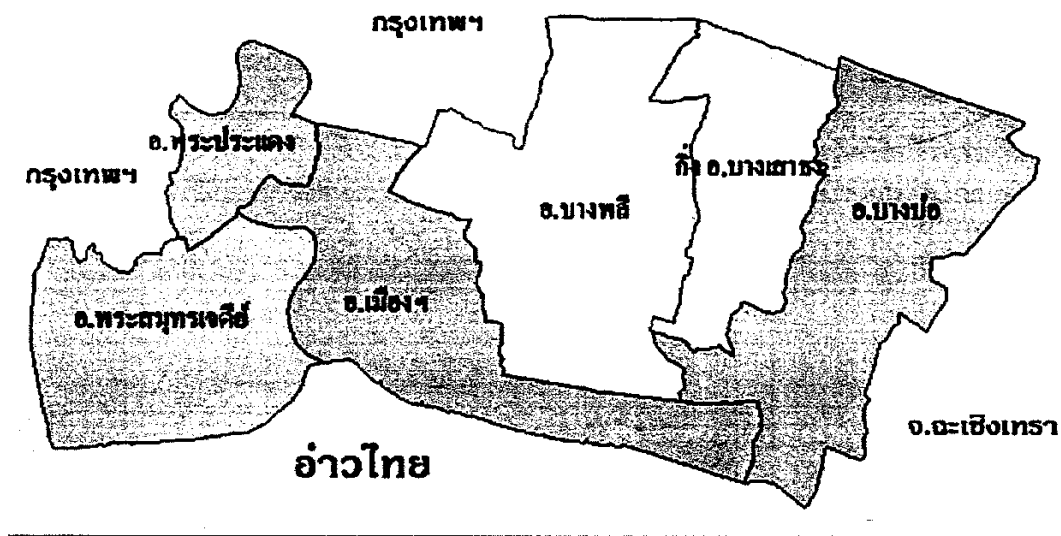 กรุงเทพฯ
อ.พระประแดง
กรุงเทพฯ
กิ่ง อ.บางเสาธง
อ.บางพลี
อ.บางบ่อ
อ.พระสมุทรเจดีย์
อ.เมืองฯ
จ.ฉะเชิงเทรา
อ่าวไทย